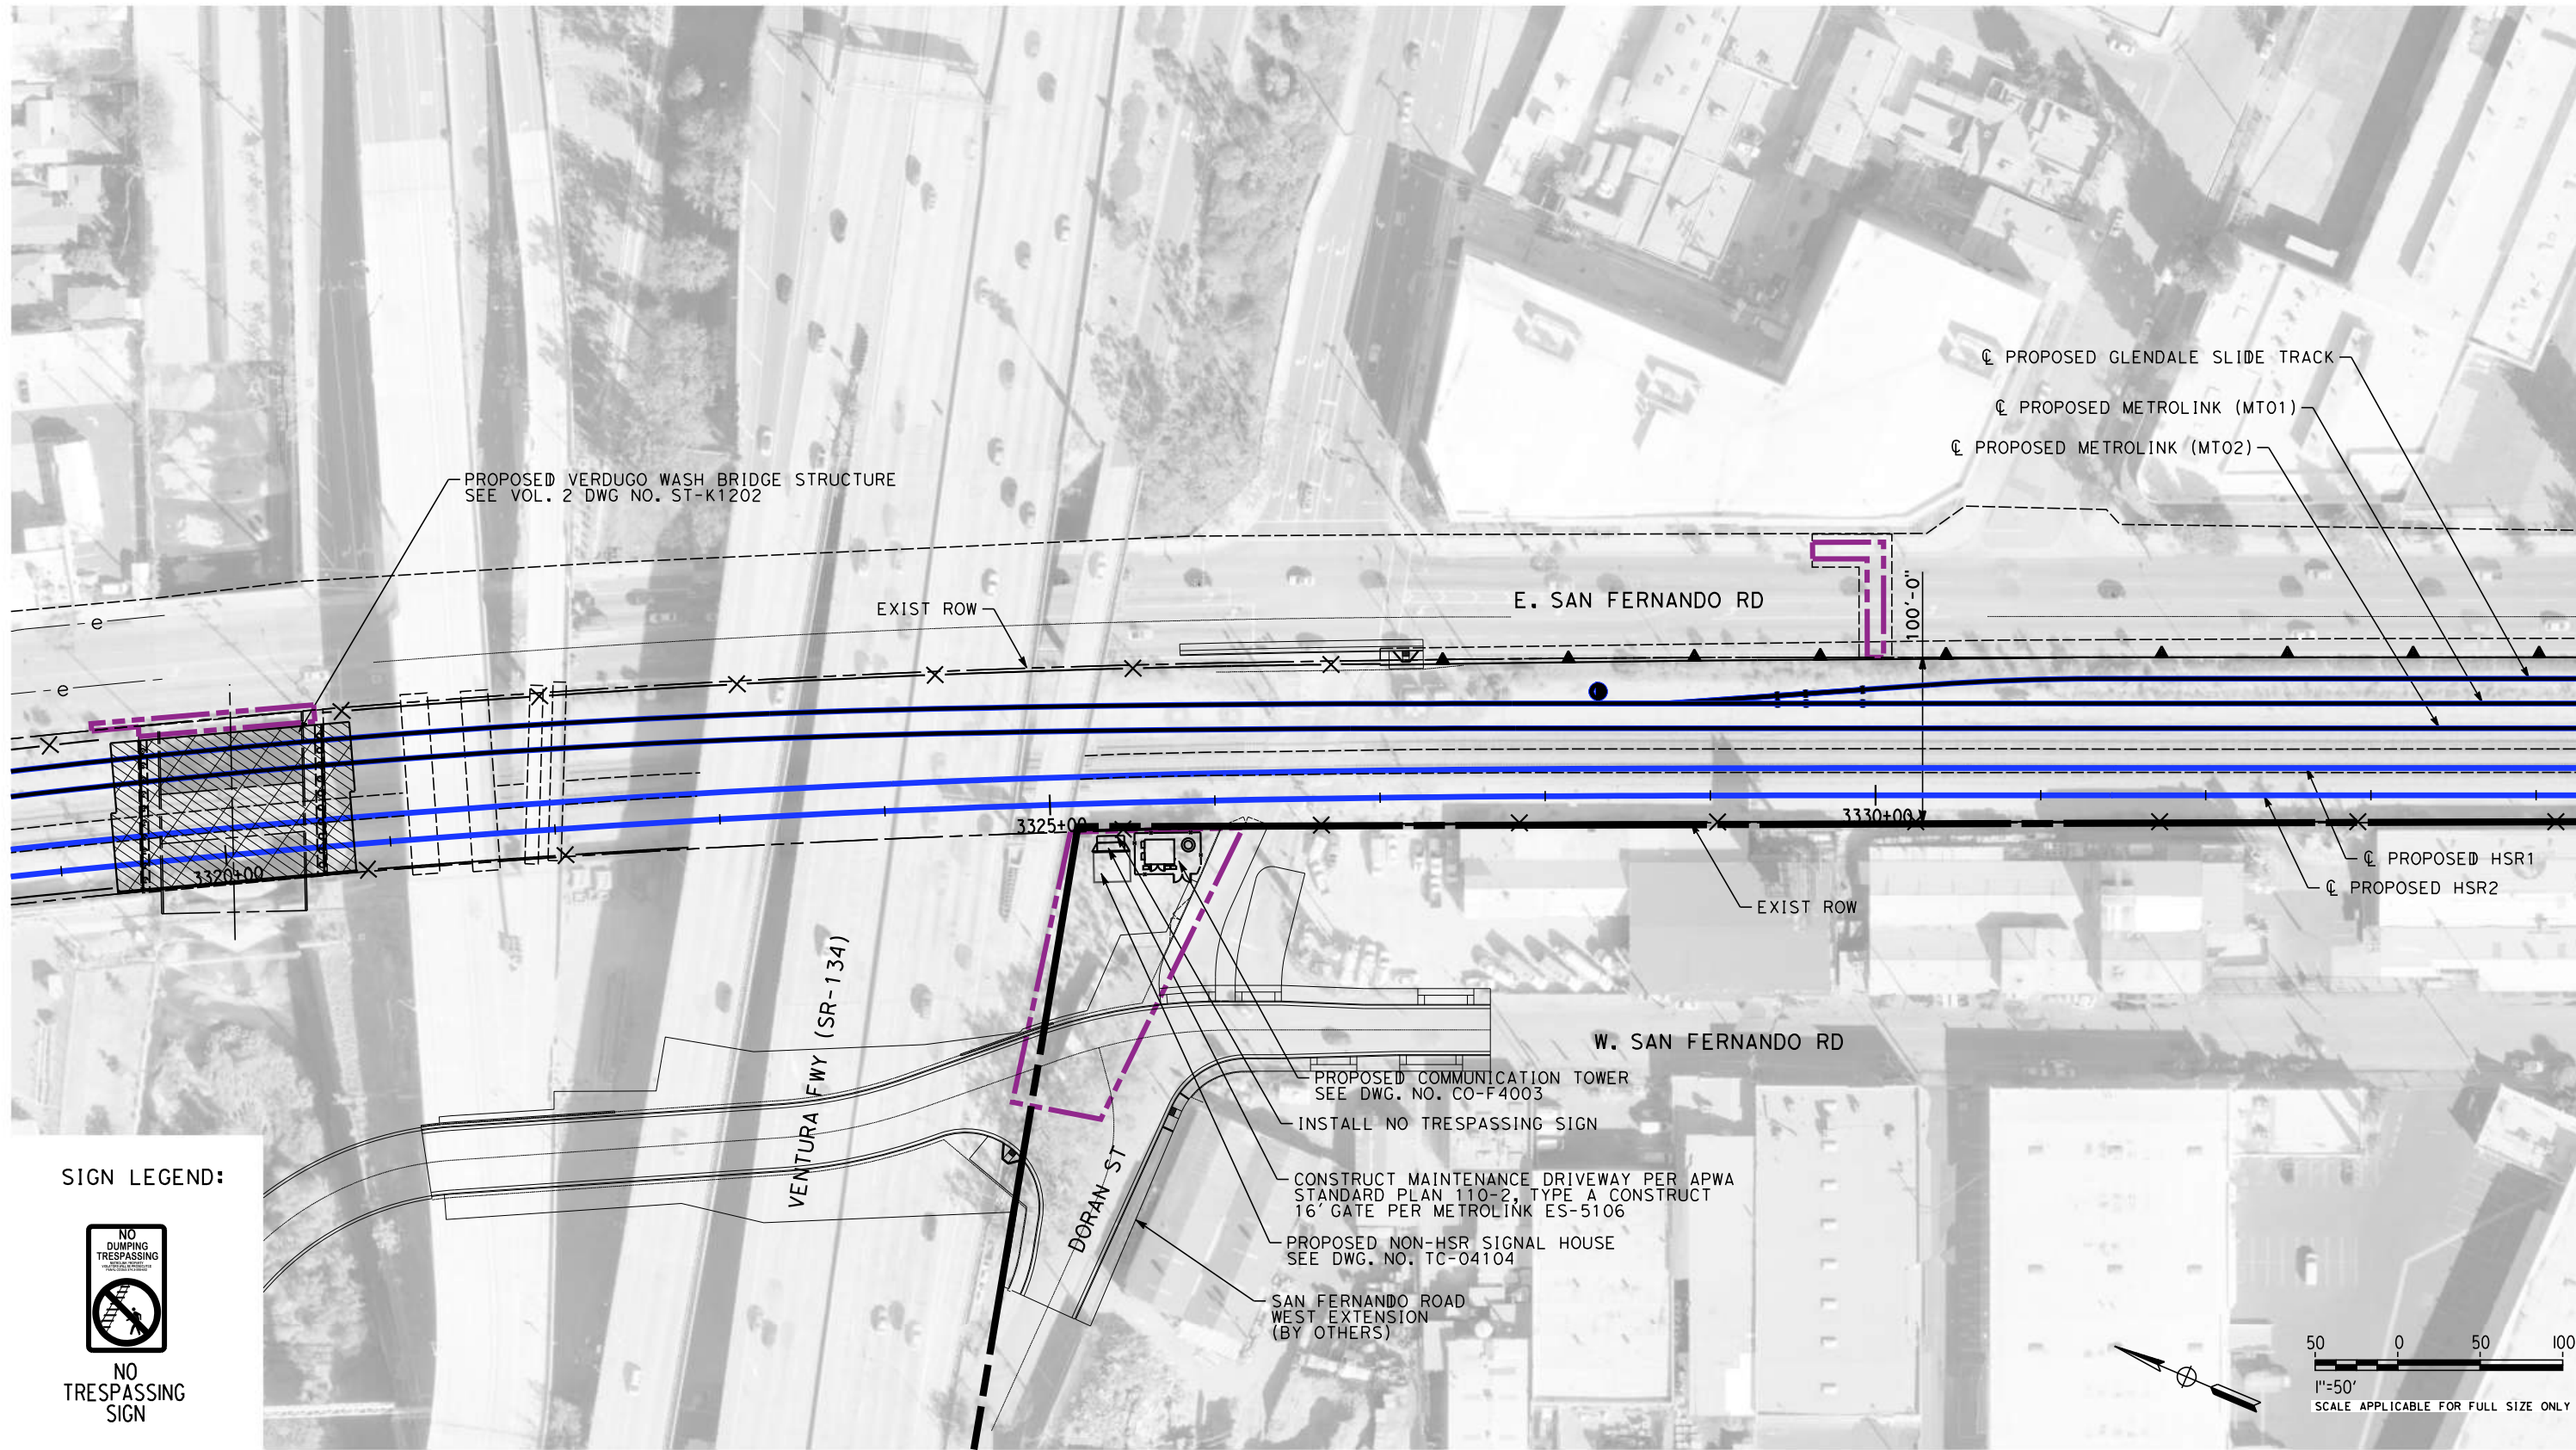 ℄ PROPOSED GLENDALE SLIDE TRACK
℄ PROPOSED METROLINK (MT01)
℄ PROPOSED METROLINK (MT02)
PROPOSED VERDUGO WASH BRIDGE STRUCTURE
SEE VOL. 2 DWG NO. ST-K1202
EXIST ROW
E. SAN FERNANDO RD
100'-0"
e
e
3320+00
3325+00
3330+00
℄ PROPOSED HSR1
℄ PROPOSED HSR2
EXIST ROW
VENTURA FWY (SR-134)
W. SAN FERNANDO RD
PROPOSED COMMUNICATION TOWER
SEE DWG. NO. CO-F4003
INSTALL NO TRESPASSING SIGN
CONSTRUCT MAINTENANCE DRIVEWAY PER APWA
STANDARD PLAN 110-2, TYPE A CONSTRUCT
16' GATE PER METROLINK ES-5106
DORAN ST
PROPOSED NON-HSR SIGNAL HOUSE
SEE DWG. NO. TC-04104
SAN FERNANDO ROAD
WEST EXTENSION
(BY OTHERS)
SIGN LEGEND:
NO
DUMPING
TRESPASSING
NO
TRESPASSING
SIGN
50 0 50 100
1"=50'
SCALE APPLICABLE FOR FULL SIZE ONLY